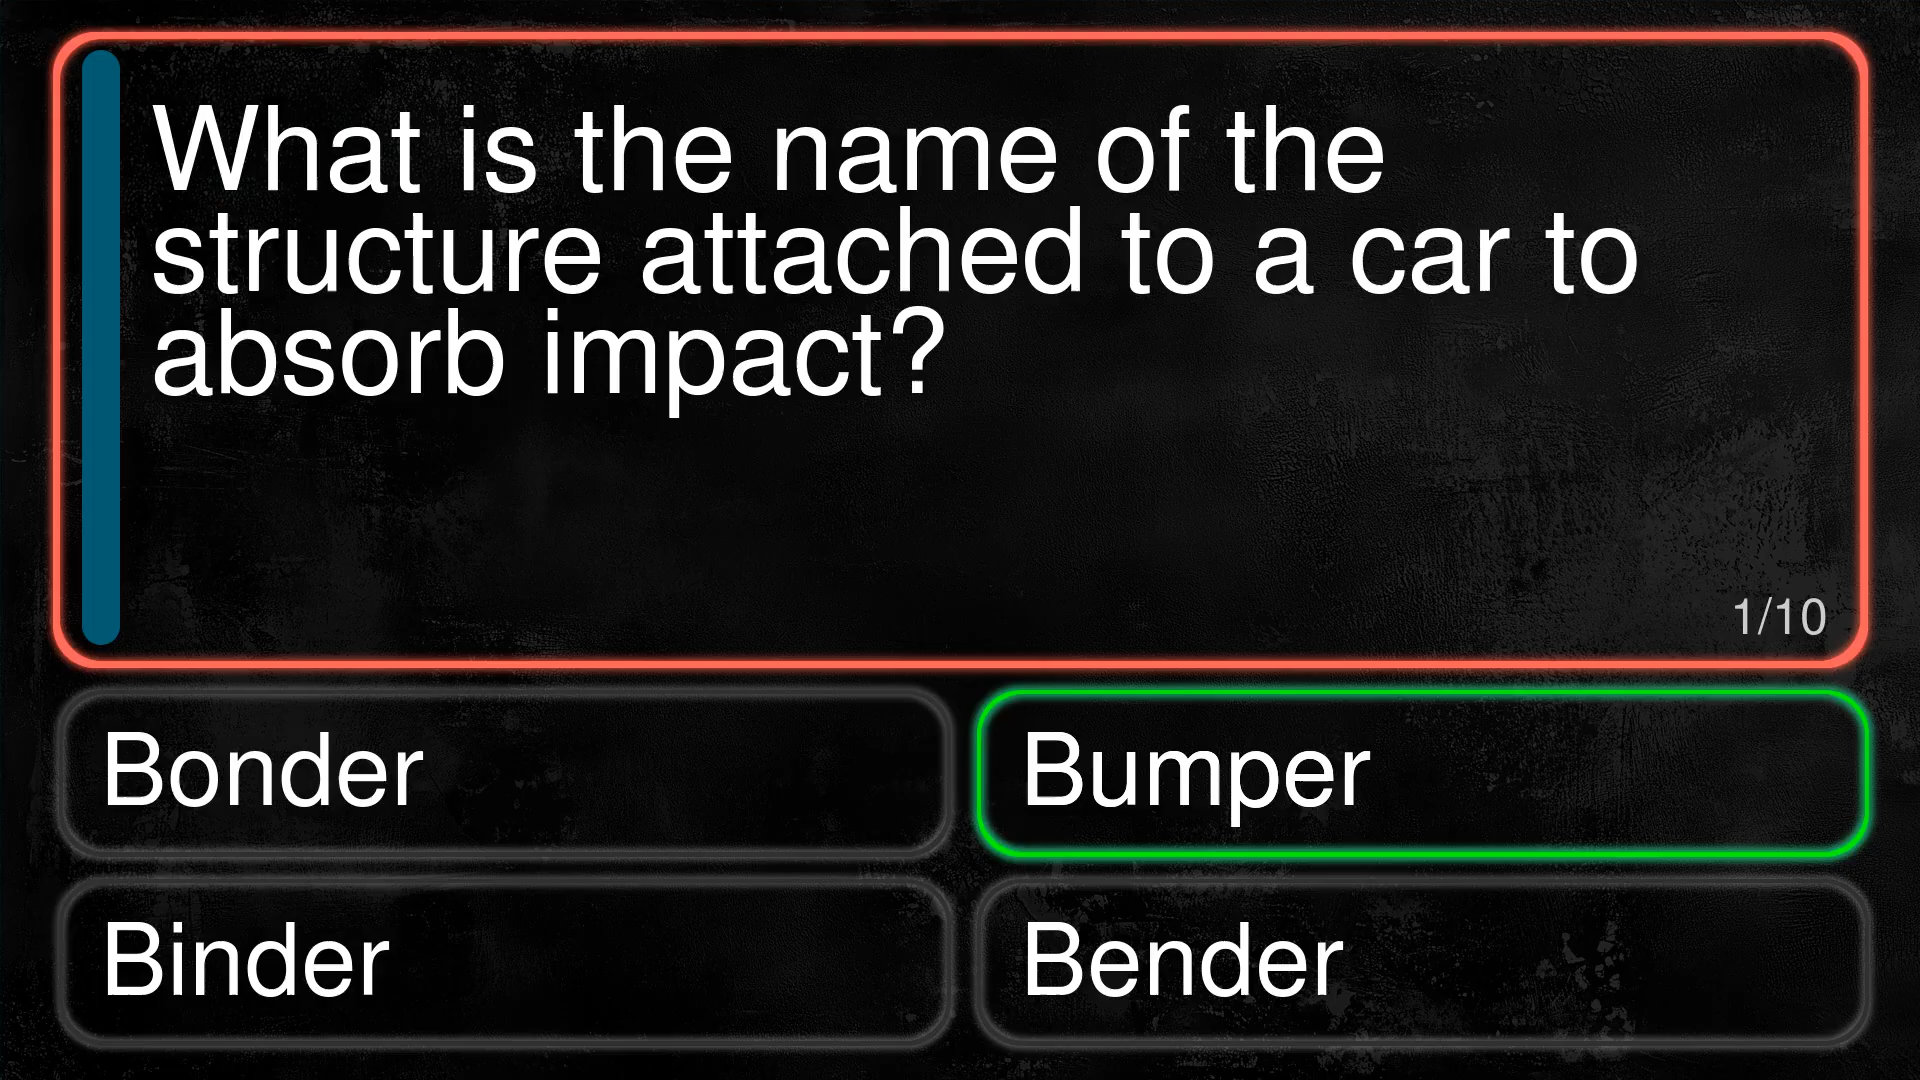 What is the name of the
structure attached to a car to
absorb impact?
1/10
Bonder
Bumper
Binder
Bender